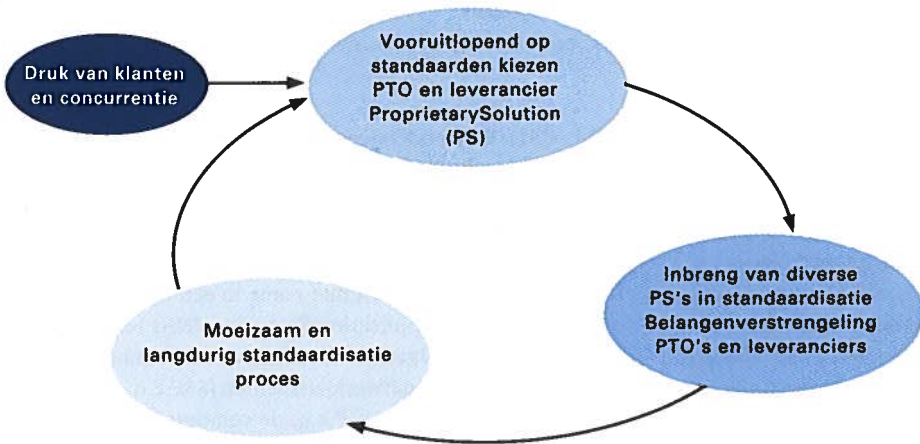 Druk van klanten
en concurrentie
Vooruitlopend op
standaarden kiezen
PTO en leverancier
ProprietarySolution
(PS)
Inbreng van diverse
PS's in standaardisatie
Belangenverstrengeling
PTO's en leveranciers
Moeizaam en
langdurig standaardisatie
proces